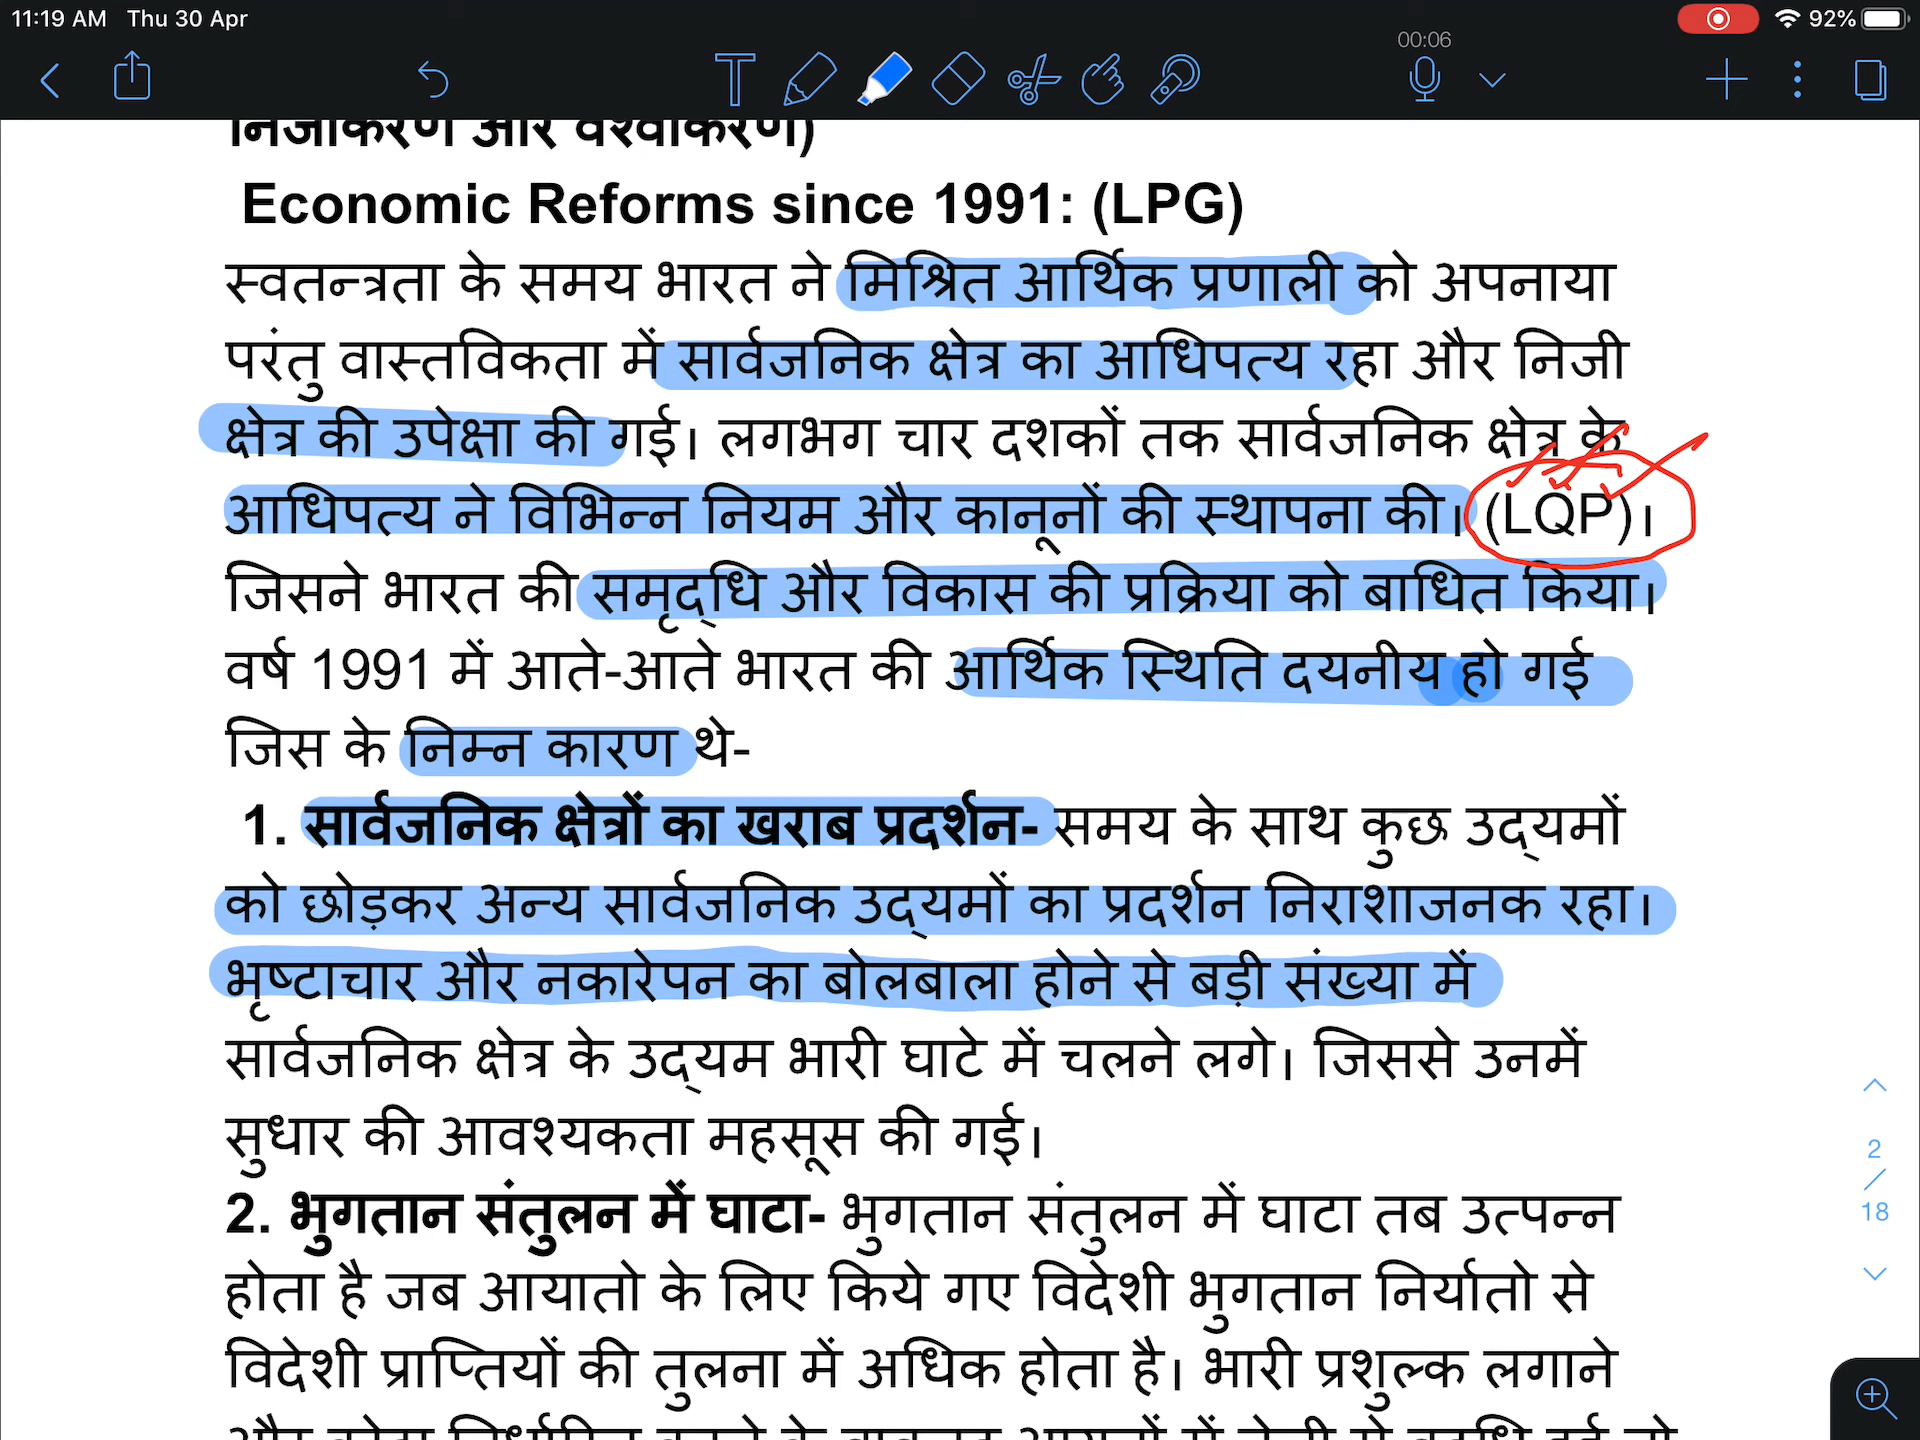 11:19 AM Thu 30 Apr
92%
00:06
निजीकरण और वैश्वीकरण)
Economic Reforms since 1991: (LPG)
स्वतन्त्रता के समय भारत ने मिश्रित आर्थिक प्रणाली को अपनाया
परंतु वास्तविकता में सार्वजनिक क्षेत्र का आधिपत्य रहा और निजी
क्षेत्र की उपेक्षा की गई। लगभग चार दशकों तक सार्वजनिक क्षेत्र के
आधिपत्य ने विभिन्न नियम और कानूनों की स्थापना की। (LQP)।
जिसने भारत की समृद्धि और विकास की प्रक्रिया को बाधित किया।
वर्ष 1991 में आते-आते भारत की आर्थिक स्थिति दयनीय हो गई
जिस के निम्न कारण थे-
1. सार्वजनिक क्षेत्रों का खराब प्रदर्शन- समय के साथ कुछ उद्यमों
को छोड़कर अन्य सार्वजनिक उद्यमों का प्रदर्शन निराशाजनक रहा।
भृष्टाचार और नकारेपन का बोलबाला होने से बड़ी संख्या में
सार्वजनिक क्षेत्र के उद्यम भारी घाटे में चलने लगे। जिससे उनमें
सुधार की आवश्यकता महसूस की गई।
2. भुगतान संतुलन में घाटा- भुगतान संतुलन में घाटा तब उत्पन्न
होता है जब आयातो के लिए किये गए विदेशी भुगतान निर्यातो से
विदेशी प्राप्तियों की तुलना में अधिक होता है। भारी प्रशुल्क लगाने
2
/
18